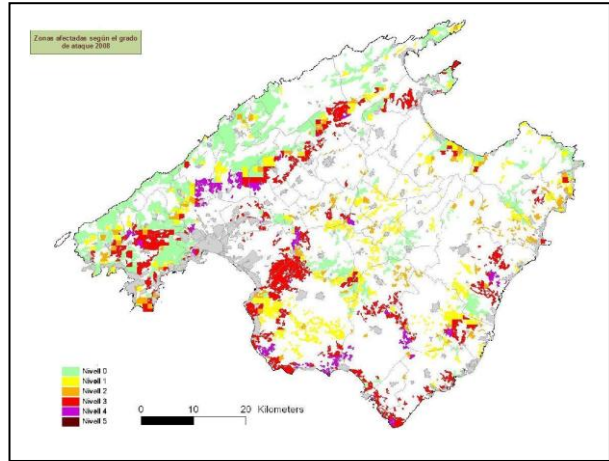 Zonas afectadas según el grado
de ataque 2008
Nivell 0
Nivell 1
Nivell 2
Nivell 3
Nivell 4
Nivell 5
0 10 20 Kilometers